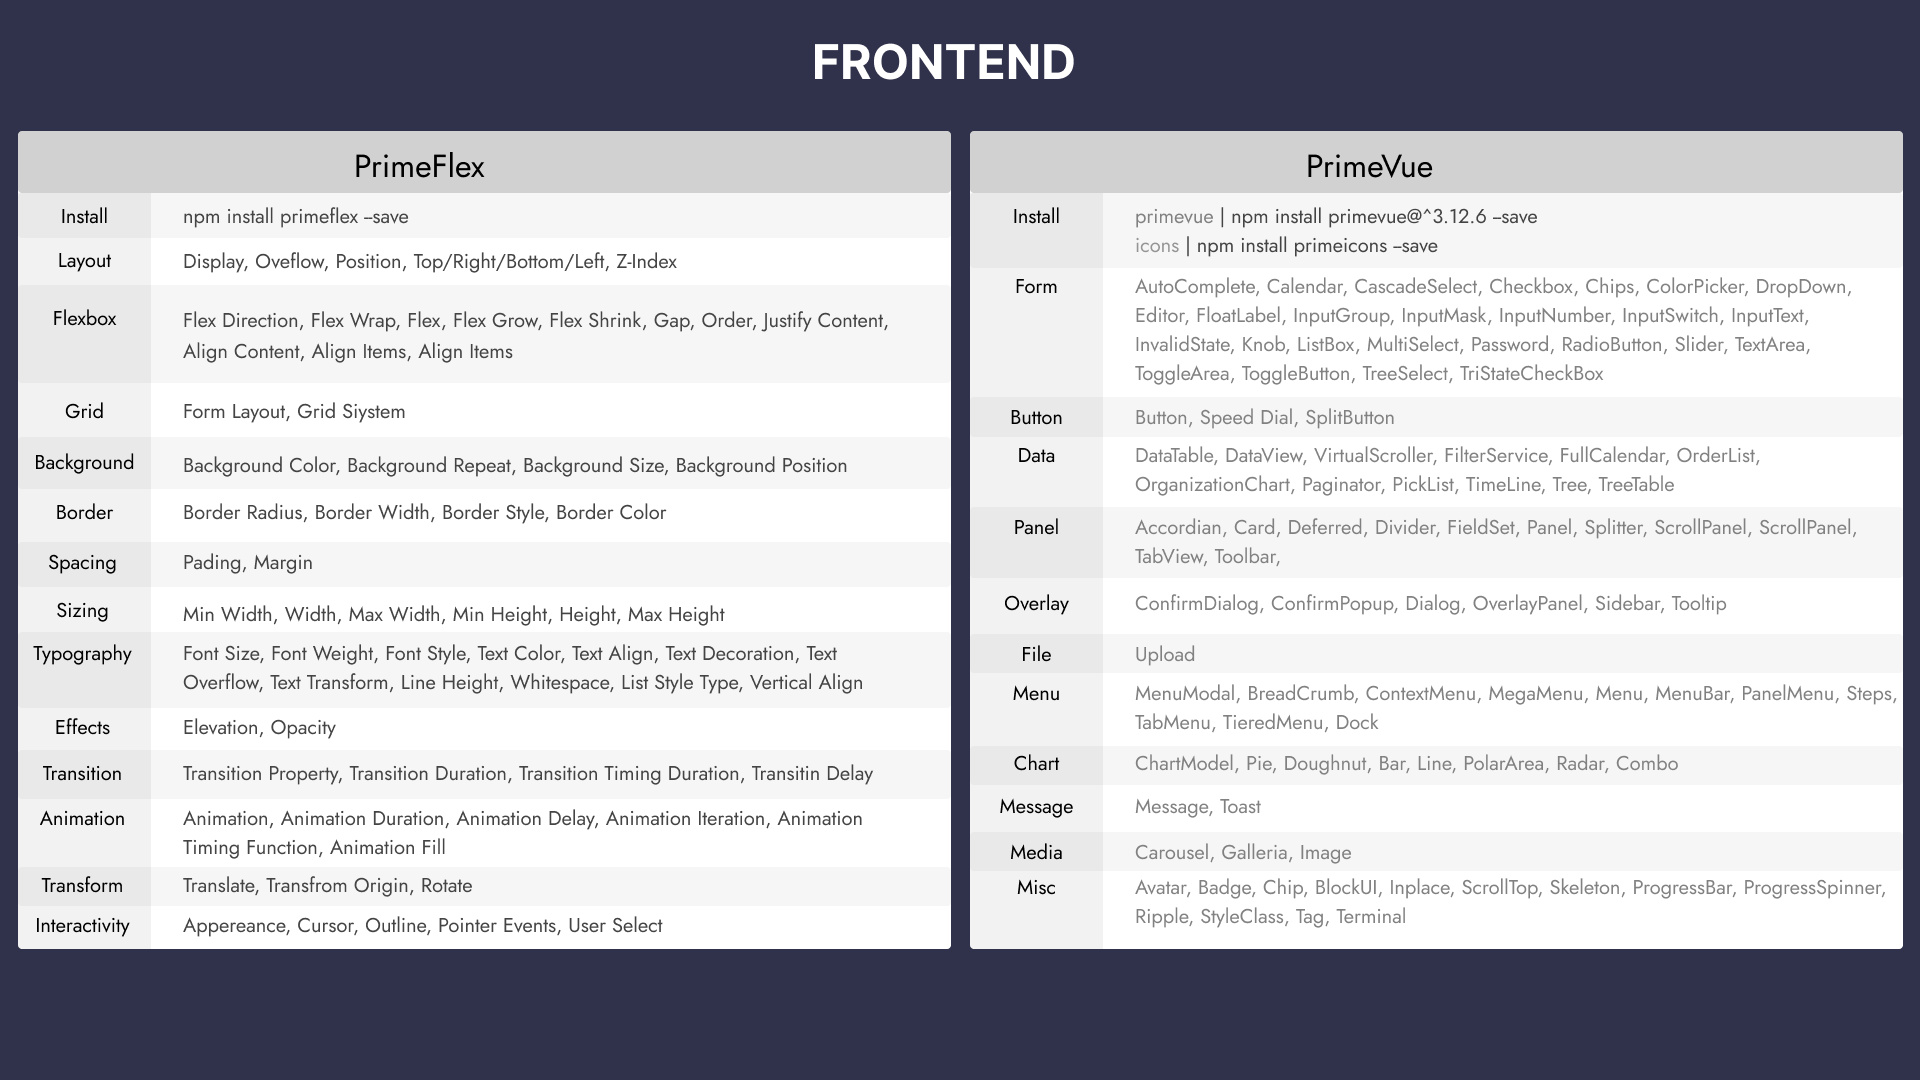 FRONTEND
PrimeFlex
Install
npm install primeflex --save
Layout
Display, Oveflow, Position, Top/Right/Bottom/Left, Z-Index
Flexbox
Flex Direction, Flex Wrap, Flex, Flex Grow, Flex Shrink, Gap, Order, Justify Content,
Align Content, Align Items, Align Items
Grid
Form Layout, Grid Siystem
Background
Background Color, Background Repeat, Background Size, Background Position
Border
Border Radius, Border Width, Border Style, Border Color
Spacing
Pading, Margin
Sizing
Min Width, Width, Max Width, Min Height, Height, Max Height
Typography
Font Size, Font Weight, Font Style, Text Color, Text Align, Text Decoration, Text
Overflow, Text Transform, Line Height, Whitespace, List Style Type, Vertical Align
Effects
Elevation, Opacity
Transition
Transition Property, Transition Duration, Transition Timing Duration, Transitin Delay
Animation
Animation, Animation Duration, Animation Delay, Animation Iteration, Animation
Timing Function, Animation Fill
Transform
Translate, Transfrom Origin, Rotate
Interactivity
Appereance, Cursor, Outline, Pointer Events, User Select
PrimeVue
Install
primevue | npm install primevue@^3.12.6 --save
icons | npm install primeicons --save
Form
AutoComplete, Calendar, CascadeSelect, Checkbox, Chips, ColorPicker, DropDown,
Editor, FloatLabel, InputGroup, InputMask, InputNumber, InputSwitch, InputText,
InvalidState, Knob, ListBox, MultiSelect, Password, RadioButton, Slider, TextArea,
ToggleArea, ToggleButton, TreeSelect, TriStateCheckBox
Button
Button, Speed Dial, SplitButton
Data
DataTable, DataView, VirtualScroller, FilterService, FullCalendar, OrderList,
OrganizationChart, Paginator, PickList, TimeLine, Tree, TreeTable
Panel
Accordian, Card, Deferred, Divider, FieldSet, Panel, Splitter, ScrollPanel, ScrollPanel,
TabView, Toolbar,
Overlay
ConfirmDialog, ConfirmPopup, Dialog, OverlayPanel, Sidebar, Tooltip
File
Upload
Menu
MenuModal, BreadCrumb, ContextMenu, MegaMenu, Menu, MenuBar, PanelMenu, Steps,
TabMenu, TieredMenu, Dock
Chart
ChartModel, Pie, Doughnut, Bar, Line, PolarArea, Radar, Combo
Message
Message, Toast
Media
Carousel, Galleria, Image
Misc
Avatar, Badge, Chip, BlockUI, Inplace, ScrollTop, Skeleton, ProgressBar, ProgressSpinner,
Ripple, StyleClass, Tag, Terminal